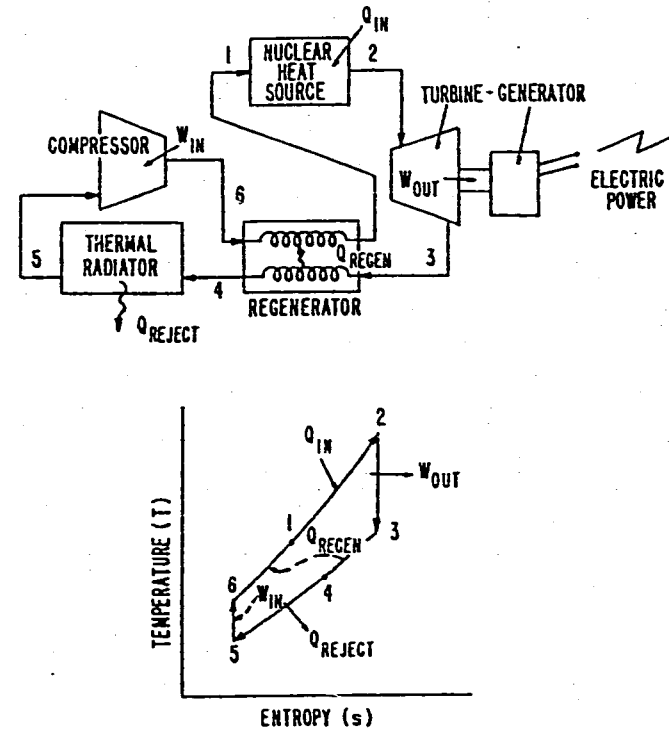 Q IN
1
NUCLEAR
HEAT
SOURCE
2
TURBINE-GENERATOR
COMPRESSOR
W IN
W OUT
ELECTRIC
POWER
6
THERMAL
RADIATOR
5
4
Q REGEN
3
REGENERATOR
Q REJECT
2
Q IN
W OUT
1
Q REGEN
3
6
W IN
4
5
Q REJECT
TEMPERATURE (T)
ENTROPY (s)